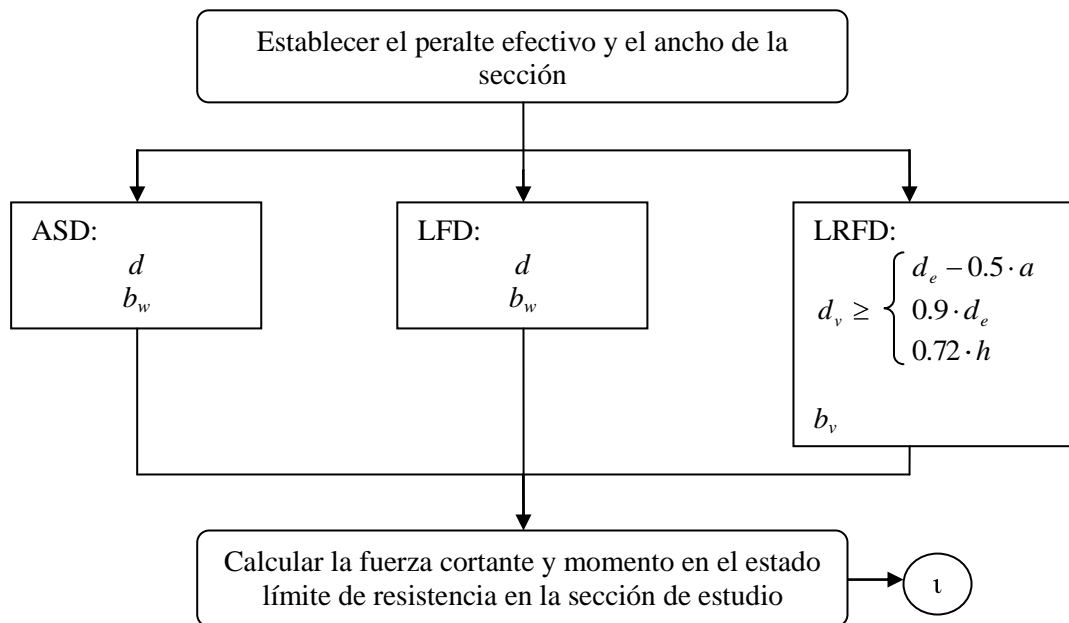 Establecer el peralte efectivo y el ancho de la
sección
ASD:
d
b_w
LFD:
d
b_w
LRFD:
d_v ≥ { d_e − 0.5 · a
0.9 · d_e
0.72 · h
b_v
Calcular la fuerza cortante y momento en el estado
límite de resistencia en la sección de estudio
ι